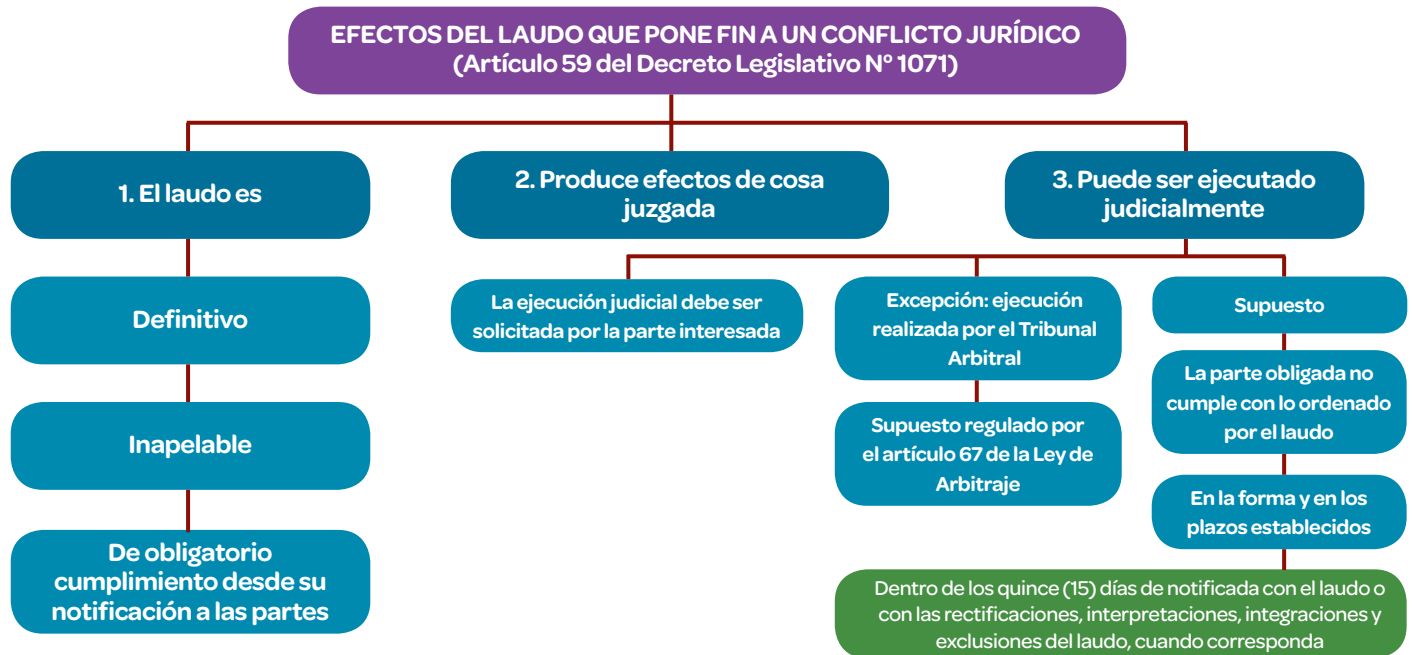 EFECTOS DEL LAUDO QUE PONE FIN A UN CONFLICTO JURÍDICO
(Artículo 59 del Decreto Legislativo N° 1071)
1. El laudo es
Definitivo
Inapelable
De obligatorio
cumplimiento desde su
notificación a las partes
2. Produce efectos de cosa
juzgada
3. Puede ser ejecutado
judicialmente
La ejecución judicial debe ser
solicitada por la parte interesada
Excepción: ejecución
realizada por el Tribunal
Arbitral
Supuesto regulado por
el artículo 67 de la Ley de
Arbitraje
Supuesto
La parte obligada no
cumple con lo ordenado
por el laudo
En la forma y en los
plazos establecidos
Dentro de los quince (15) días de notificada con el laudo o
con las rectificaciones, interpretaciones, integraciones y
exclusiones del laudo, cuando corresponda